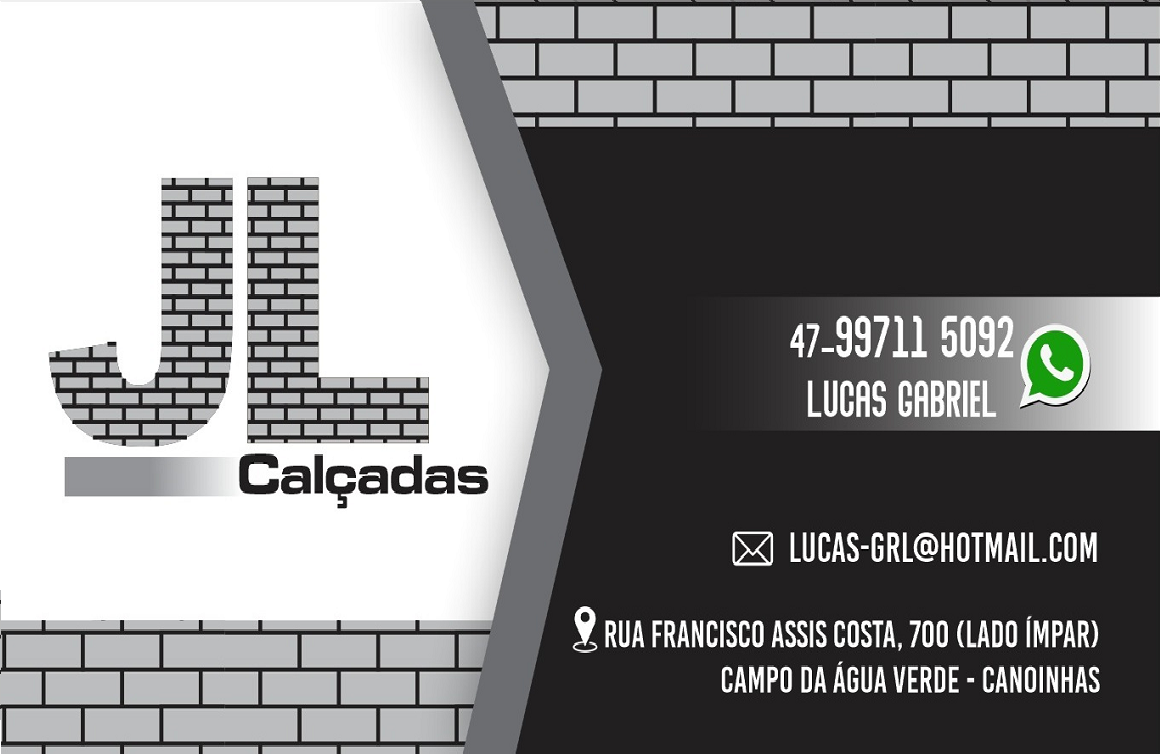 JL
Calçadas
47-99711 5092
LUCAS GABRIEL
LUCAS-GRL@HOTMAIL.COM
RUA FRANCISCO ASSIS COSTA, 700 (LADO ÍMPAR)
CAMPO DA ÁGUA VERDE - CANOINHAS